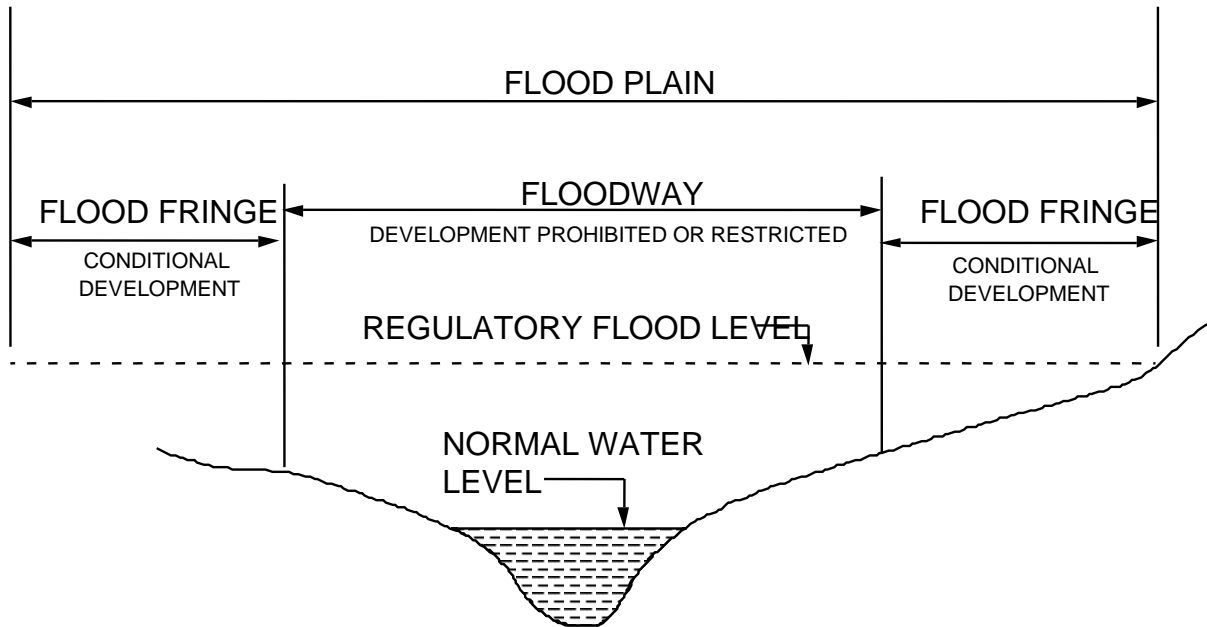 FLOOD PLAIN
FLOOD FRINGE
CONDITIONAL
DEVELOPMENT
FLOODWAY
DEVELOPMENT PROHIBITED OR RESTRICTED
FLOOD FRINGE
CONDITIONAL
DEVELOPMENT
REGULATORY FLOOD LEVEL
NORMAL WATER
LEVEL